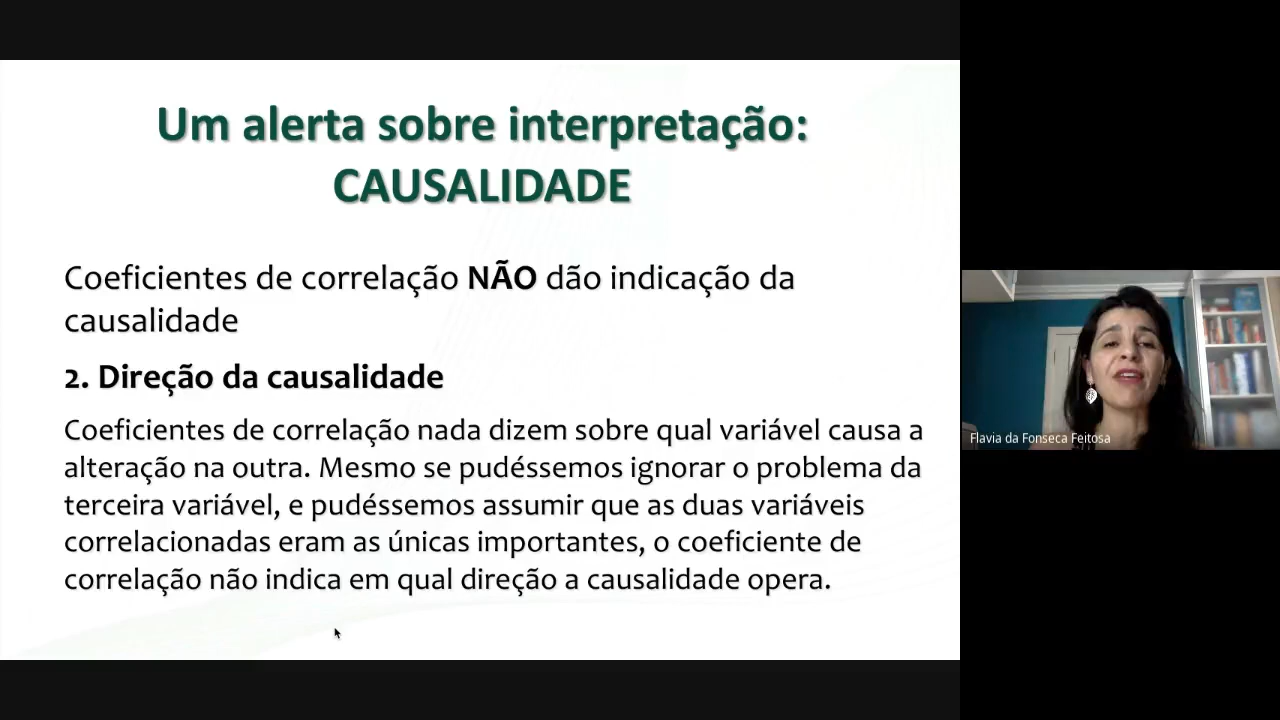 Um alerta sobre interpretação:
CAUSALIDADE
Coeficientes de correlação NÃO dão indicação da
causalidade
2. Direção da causalidade
Coeficientes de correlação nada dizem sobre qual variável causa a
alteração na outra. Mesmo se pudéssemos ignorar o problema da
terceira variável, e pudéssemos assumir que as duas variáveis
correlacionadas eram as únicas importantes, o coeficiente de
correlação não indica em qual direção a causalidade opera.
Flavia da Fonseca Feitosa